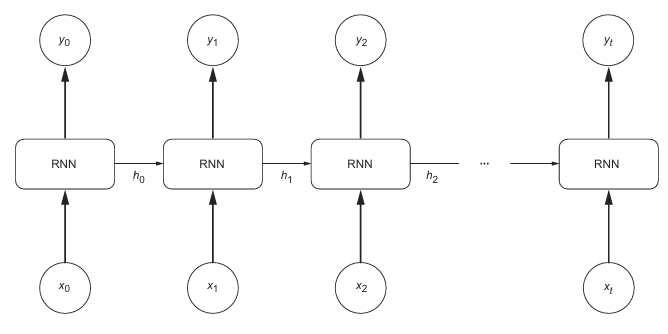 y0 y1 y2 yt
RNN RNN RNN ... RNN
h0 h1 h2
x0 x1 x2 xt